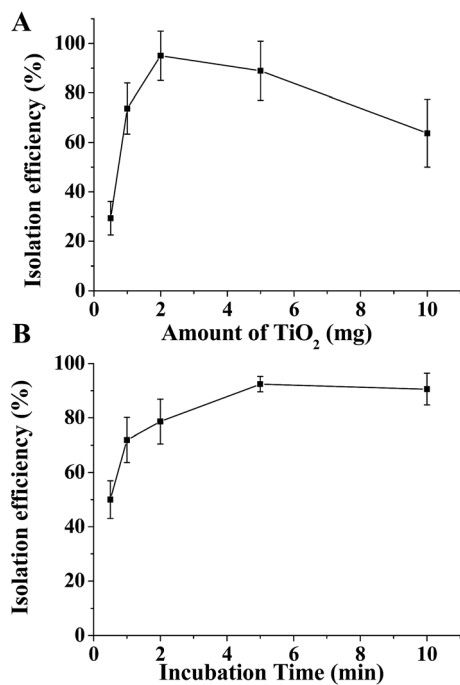 A
Isolation efficiency (%)
100
80
60
40
20
0
0 2 4 6 8 10
Amount of TiO₂ (mg)
B
Isolation efficiency (%)
100
80
60
40
20
0
0 2 4 6 8 10
Incubation Time (min)